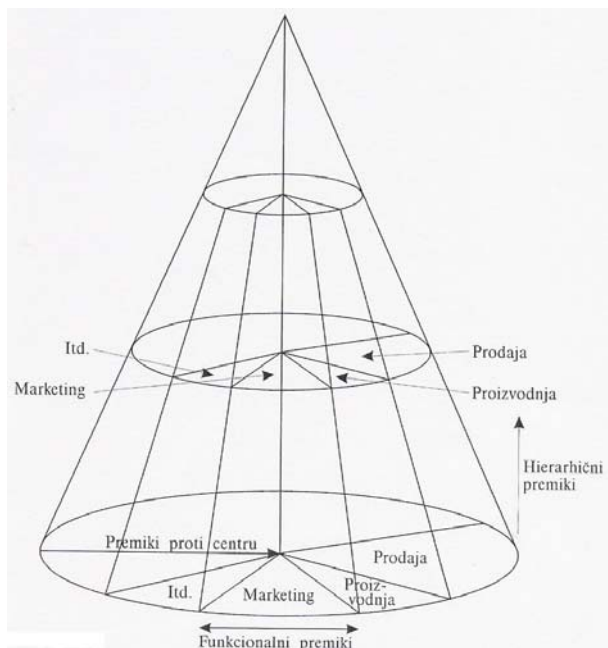 Itd.
Prodaja
Marketing
Proizvodnja
Hierarhični
premiki
Premiki proti centru
Prodaja
Itd.
Marketing
Proiz-
vodnja
Funkcionalni premiki